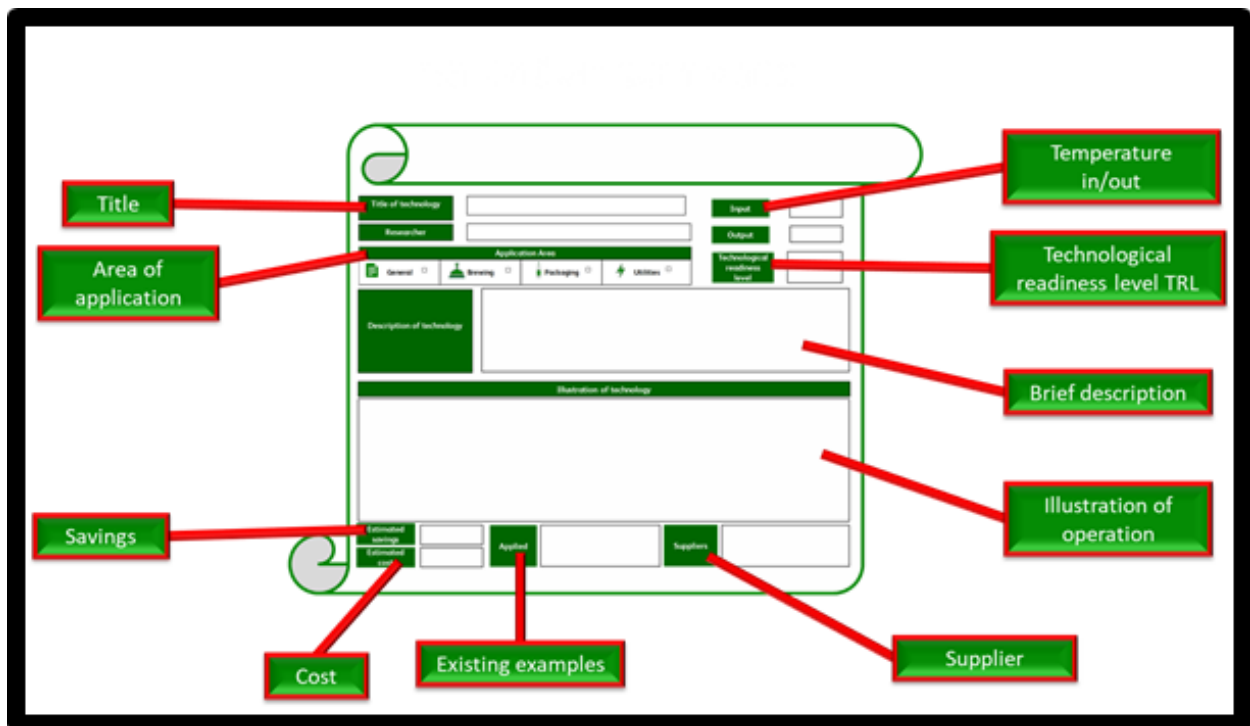 Temperature
in/out
Title
Title of technology
Input
Researcher
Output
Area of
application
Application Area
General
Brewing
Packaging
Utilities
Technological
readiness
level
Technological
readiness level TRL
Description of technology
Brief description
Illustration of technology
Illustration of
operation
Savings
Estimated
savings
Estimated
cost
Applied
Suppliers
Cost
Existing examples
Supplier